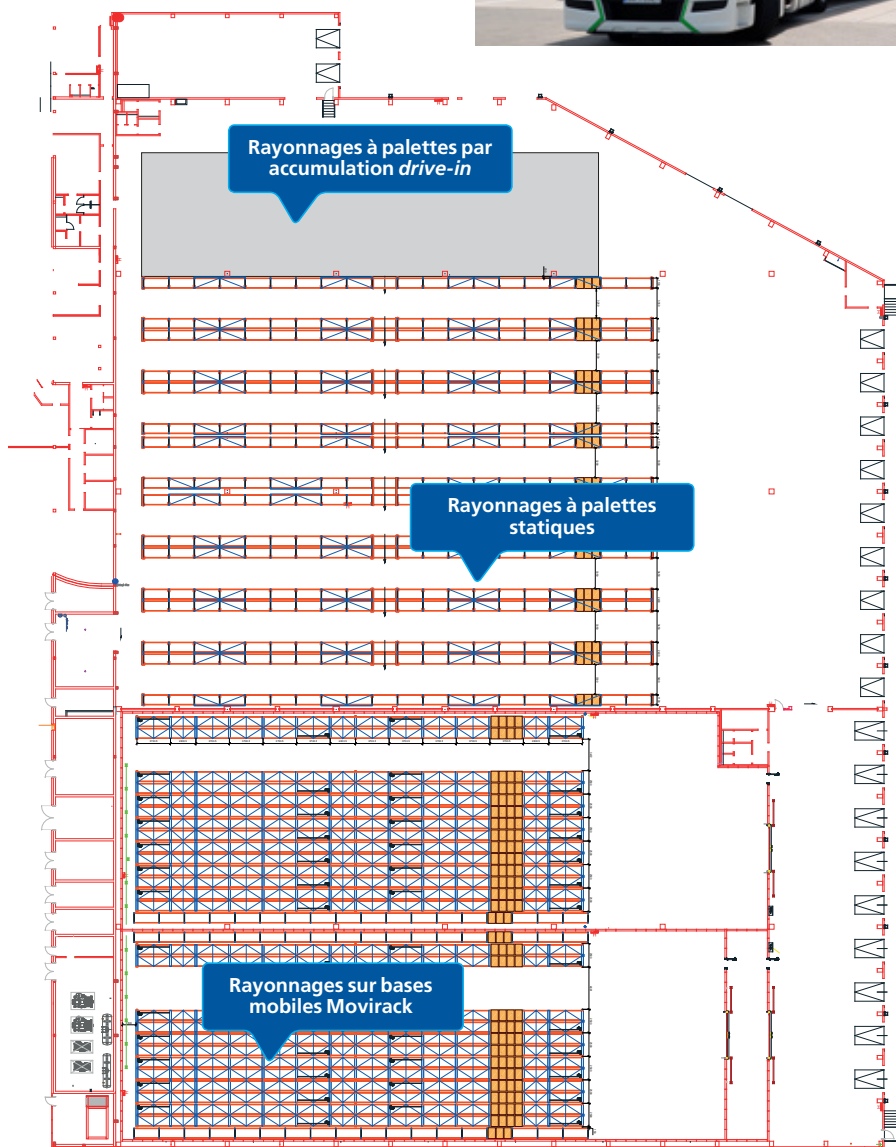 Rayonnages à palettes par
accumulation drive-in
Rayonnages à palettes
statiques
Rayonnages sur bases
mobiles Movirack